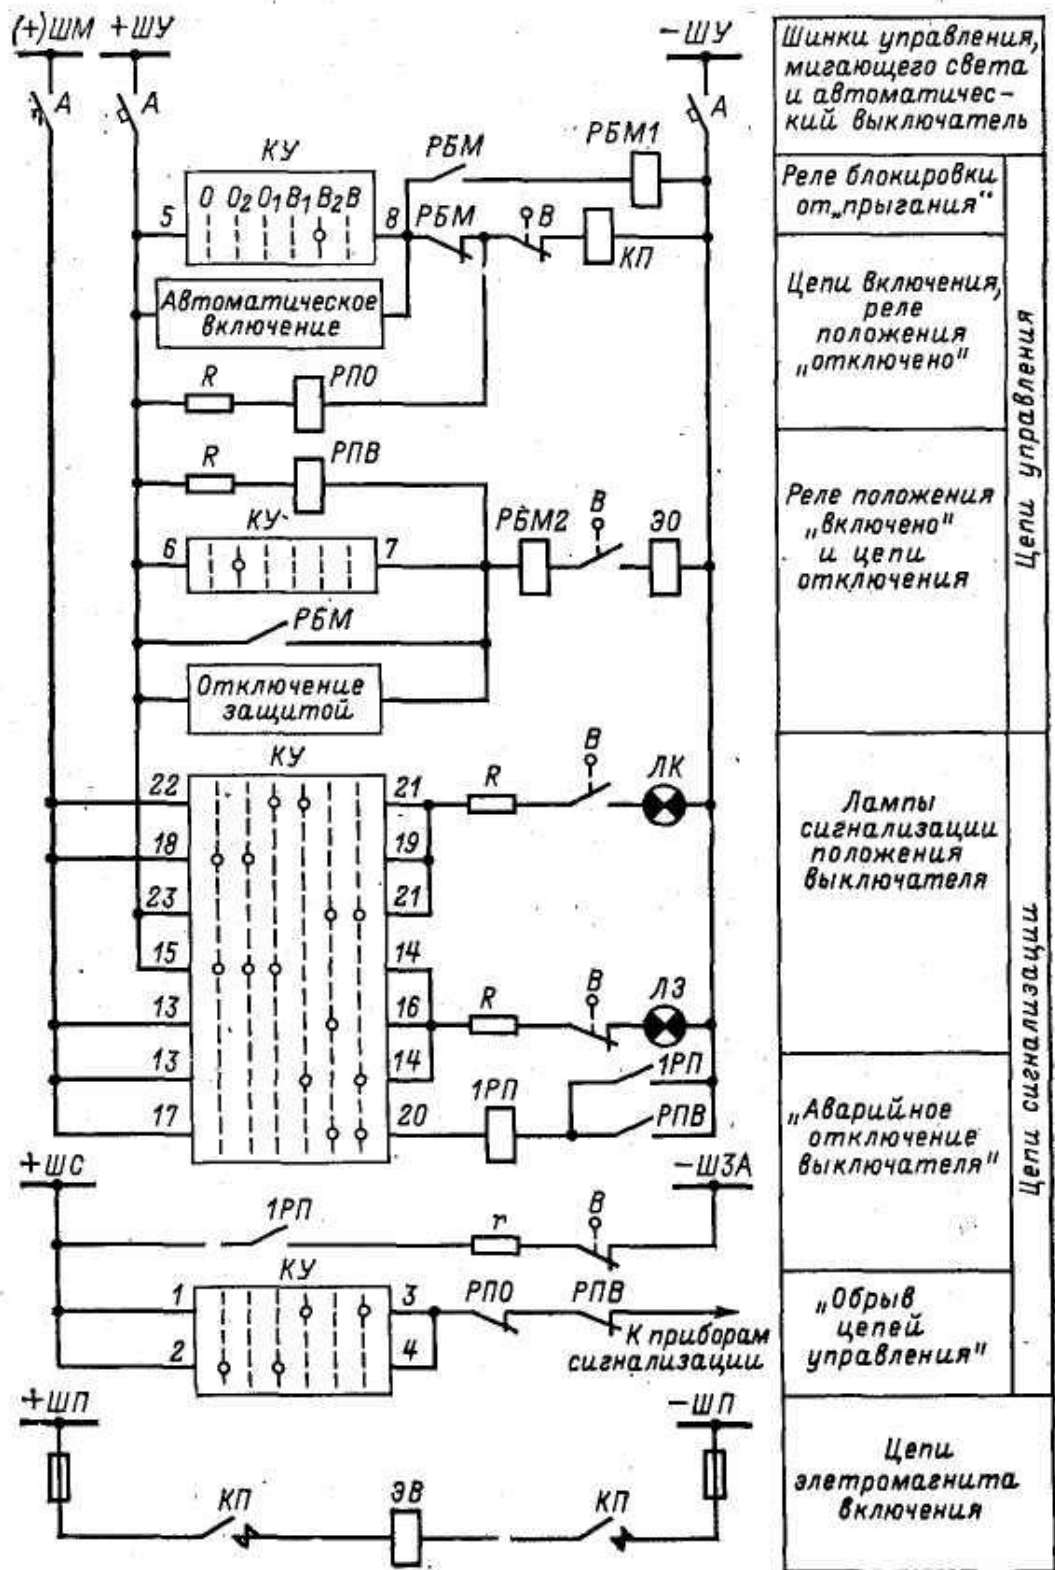 (+)ШМ +ШУ -ШУ
А А А
Шинки управления,
мигающего света
и автоматичес-
кий выключатель
КУ РБМ РБМ1
О О2 О1 В1 В2 В
5 8 РБМ В КП
Реле блокировки
от„прыгания"
Автоматическое
включение
Цепи включения,
реле
положения
„отключено"
R РПО
R РПВ
КУ
6 7 РБМ2 В ЭО
РБМ
Отключение
защитой
Реле положения
„включено"
и цепи
отключения
Цепи управления
КУ
22 21 R В ЛК
18 19
23 21
15 14
13 16 R В ЛЗ
13 14 1РП
17 20 1РП РПВ
Лампы
сигнализации
положения
выключателя
„Аварийное
отключение
выключателя"
Цепи сигнализации
+ШС -ШЗА
1РП r В
КУ
1 3 РПО РПВ
2 4
К приборам
сигнализации
„Обрыв
цепей
управления"
+ШП -ШП
КП ЭВ КП
Цепи
элетромагнита
включения